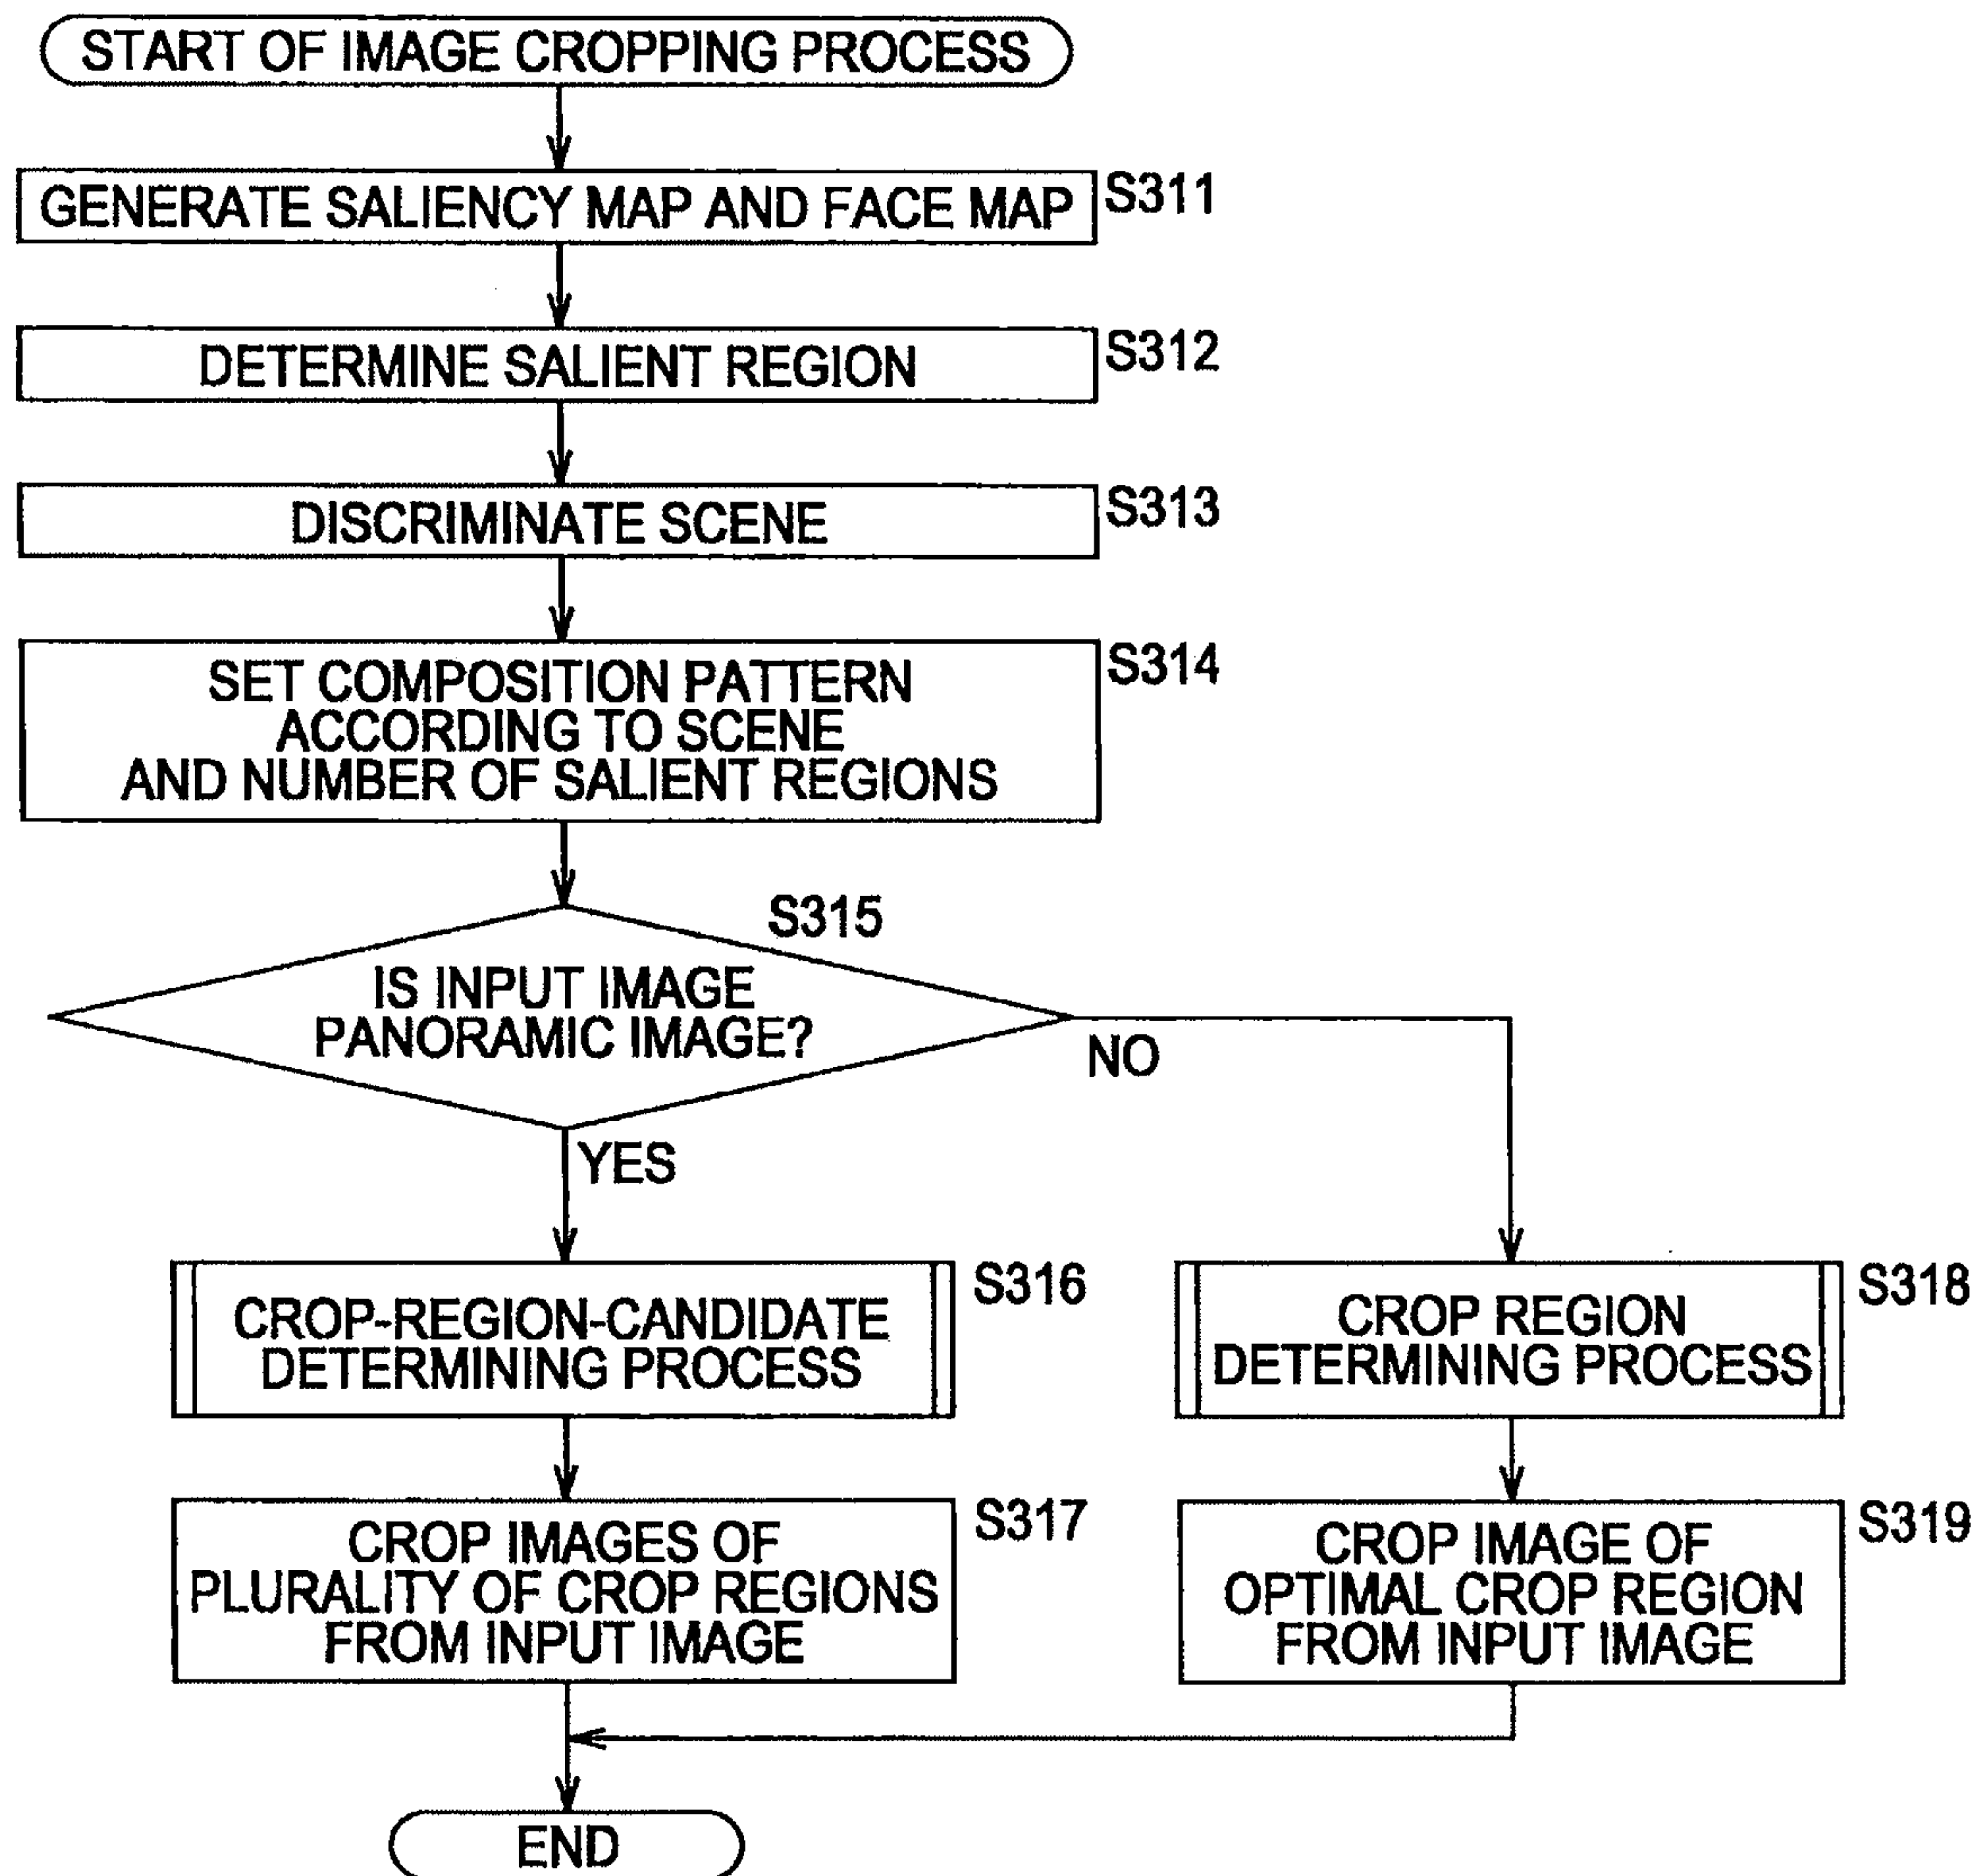 START OF IMAGE CROPPING PROCESS
GENERATE SALIENCY MAP AND FACE MAP
S311
DETERMINE SALIENT REGION
S312
DISCRIMINATE SCENE
S313
SET COMPOSITION PATTERN
ACCORDING TO SCENE
AND NUMBER OF SALIENT REGIONS
S314
S315
IS INPUT IMAGE
PANORAMIC IMAGE?
NO
YES
CROP-REGION-CANDIDATE
DETERMINING PROCESS
S316
CROP REGION
DETERMINING PROCESS
S318
CROP IMAGES OF
PLURALITY OF CROP REGIONS
FROM INPUT IMAGE
S317
CROP IMAGE OF
OPTIMAL CROP REGION
FROM INPUT IMAGE
S319
END